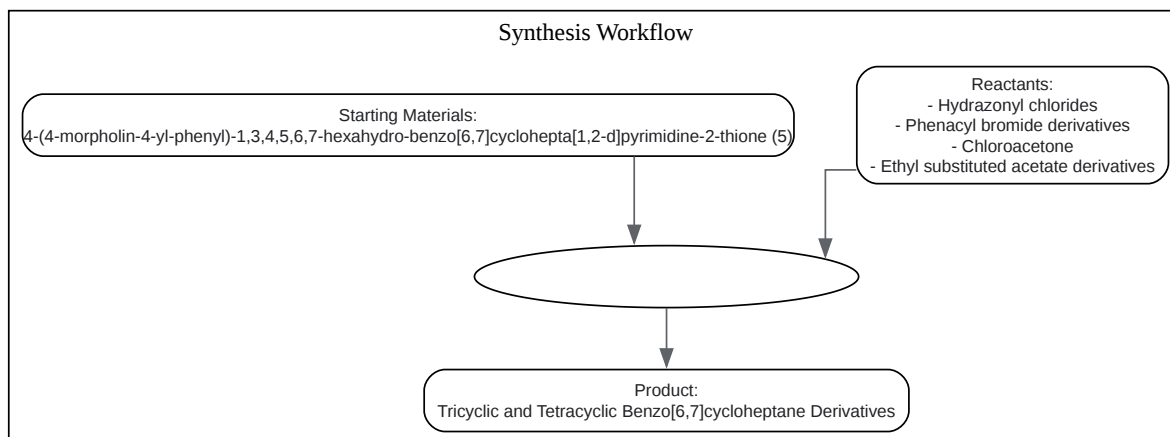 Synthesis Workflow
Starting Materials:
4-(4-morpholin-4-yl-phenyl)-1,3,4,5,6,7-hexahydro-benzo[6,7]cyclohepta[1,2-d]pyrimidine-2-thione (5)
Reactants:
- Hydrazonyl chlorides
- Phenacyl bromide derivatives
- Chloroacetone
- Ethyl substituted acetate derivatives
Product:
Tricyclic and Tetracyclic Benzo[6,7]cycloheptane Derivatives